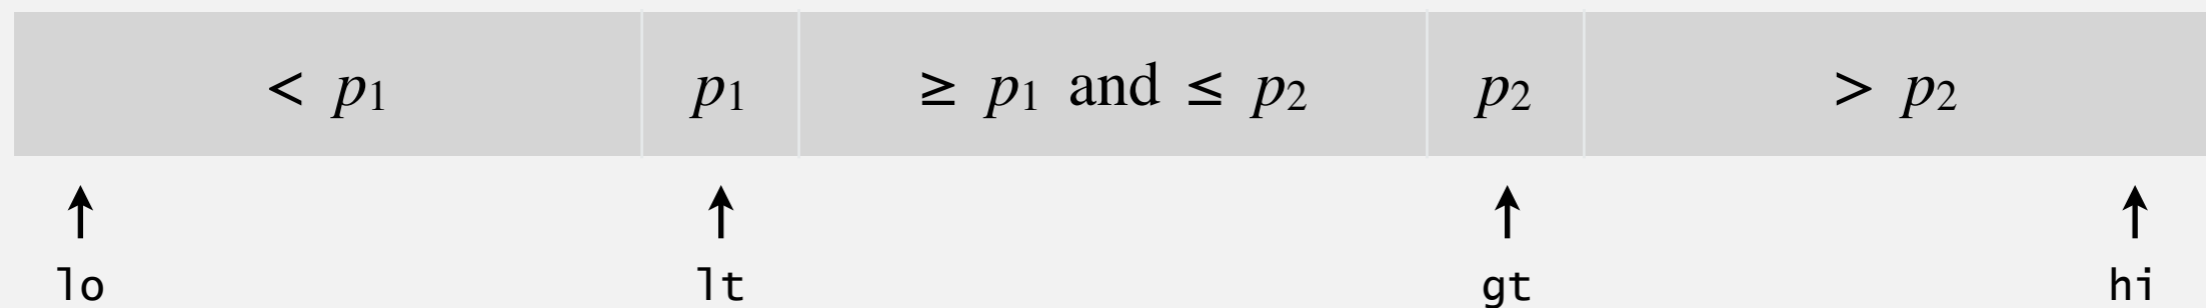 < p1 p1 ≥ p1 and ≤ p2 p2 > p2
lo lt gt hi